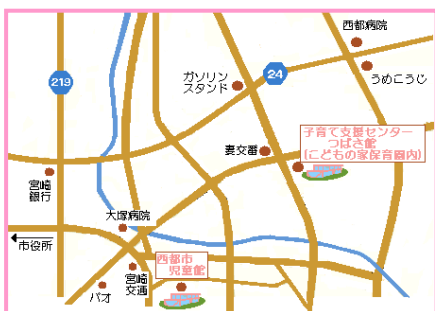 西都病院
24
うめこうじ
ガソリン
スタンド
219
子育て支援センター
つばさ館
(こどもの家保育園内)
妻交番
宮崎
銀行
大塚病院
市役所
西都市
児童館
宮崎
交通
パオ